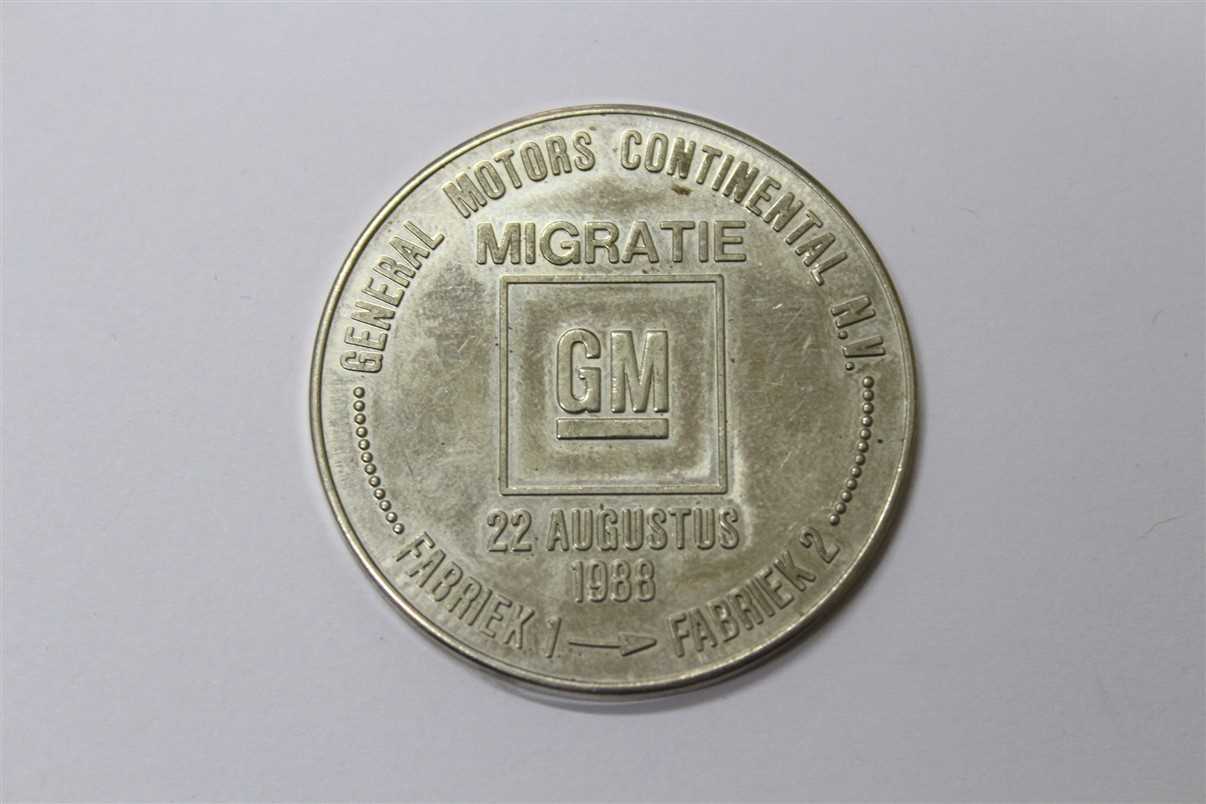 GENERAL MOTORS CONTINENTAL N.V.
MIGRATIE
GM
22 AUGUSTUS
1988
FABRIEK 1 → FABRIEK 2